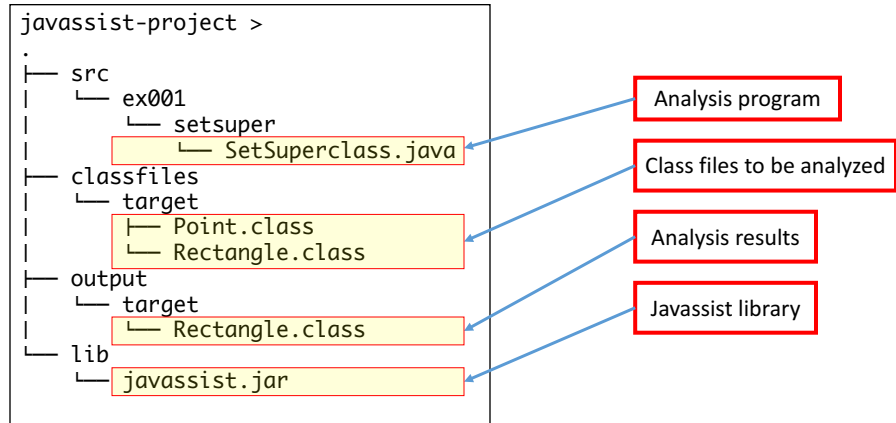 javassist-project >
.
├── src
│   └── ex001
│       └── setsuper
│           └── SetSuperclass.java
├── classfiles
│   └── target
│       ├── Point.class
│       └── Rectangle.class
├── output
│   └── target
│       └── Rectangle.class
└── lib
    └── javassist.jar
Analysis program
Class files to be analyzed
Analysis results
Javassist library